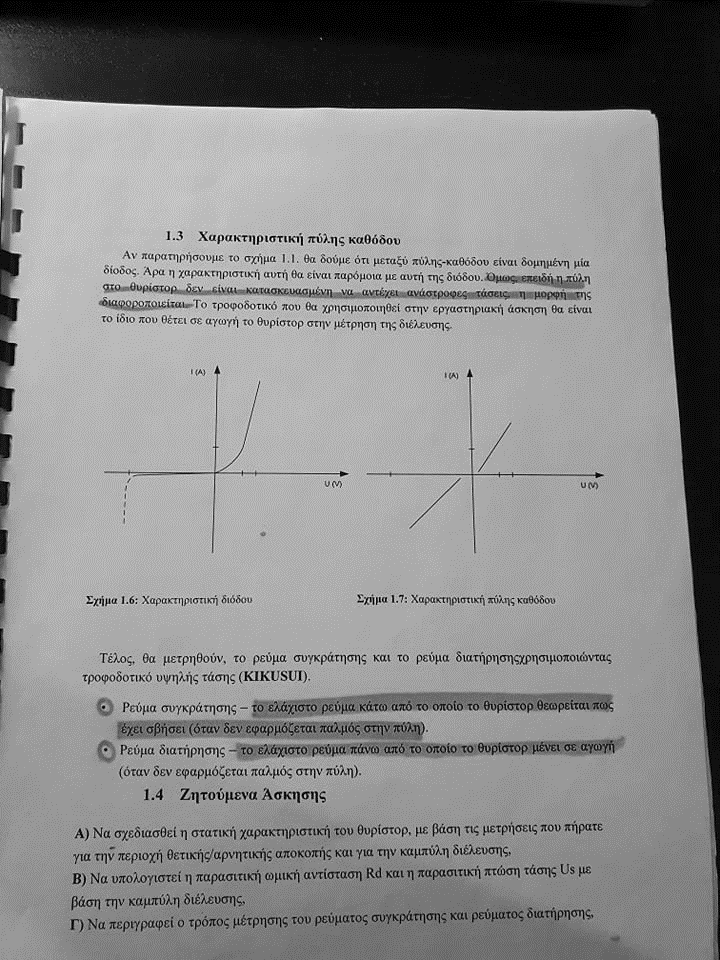 1.3 Χαρακτηριστική πύλης καθόδου
Αν παρατηρήσουμε το σχήμα 1.1. θα δούμε ότι μεταξύ πύλης-καθόδου είναι δομημένη μία
δίοδος. Άρα η χαρακτηριστική αυτή θα είναι παρόμοια με αυτή της διόδου. Όμως, επειδή η πύλη
στο θυρίστορ δεν είναι κατασκευασμένη να αντέχει ανάστροφες τάσεις, η μορφή της
διαφοροποιείται. Το τροφοδοτικό που θα χρησιμοποιηθεί στην εργαστηριακή άσκηση θα είναι
το ίδιο που θέτει σε αγωγή το θυρίστορ στην μέτρηση της διέλευσης.
I (A)
U (V)
I (A)
U (V)
Σχήμα 1.6: Χαρακτηριστική διόδου
Σχήμα 1.7: Χαρακτηριστική πύλης καθόδου
Τέλος, θα μετρηθούν, το ρεύμα συγκράτησης και το ρεύμα διατήρησηςχρησιμοποιώντας
τροφοδοτικό υψηλής τάσης (KIKUSUI).
• Ρεύμα συγκράτησης – το ελάχιστο ρεύμα κάτω από το οποίο το θυρίστορ θεωρείται πως
έχει σβήσει (όταν δεν εφαρμόζεται παλμός στην πύλη).
• Ρεύμα διατήρησης – το ελάχιστο ρεύμα πάνω από το οποίο το θυρίστορ μένει σε αγωγή
(όταν δεν εφαρμόζεται παλμός στην πύλη).
1.4 Ζητούμενα Άσκησης
Α) Να σχεδιασθεί η στατική χαρακτηριστική του θυρίστορ, με βάση τις μετρήσεις που πήρατε
για την περιοχή θετικής/αρνητικής αποκοπής και για την καμπύλη διέλευσης,
Β) Να υπολογιστεί η παρασιτική ωμική αντίσταση Rd και η παρασιτική πτώση τάσης Us με
βάση την καμπύλη διέλευσης,
Γ) Να περιγραφεί ο τρόπος μέτρησης του ρεύματος συγκράτησης και ρεύματος διατήρησης,